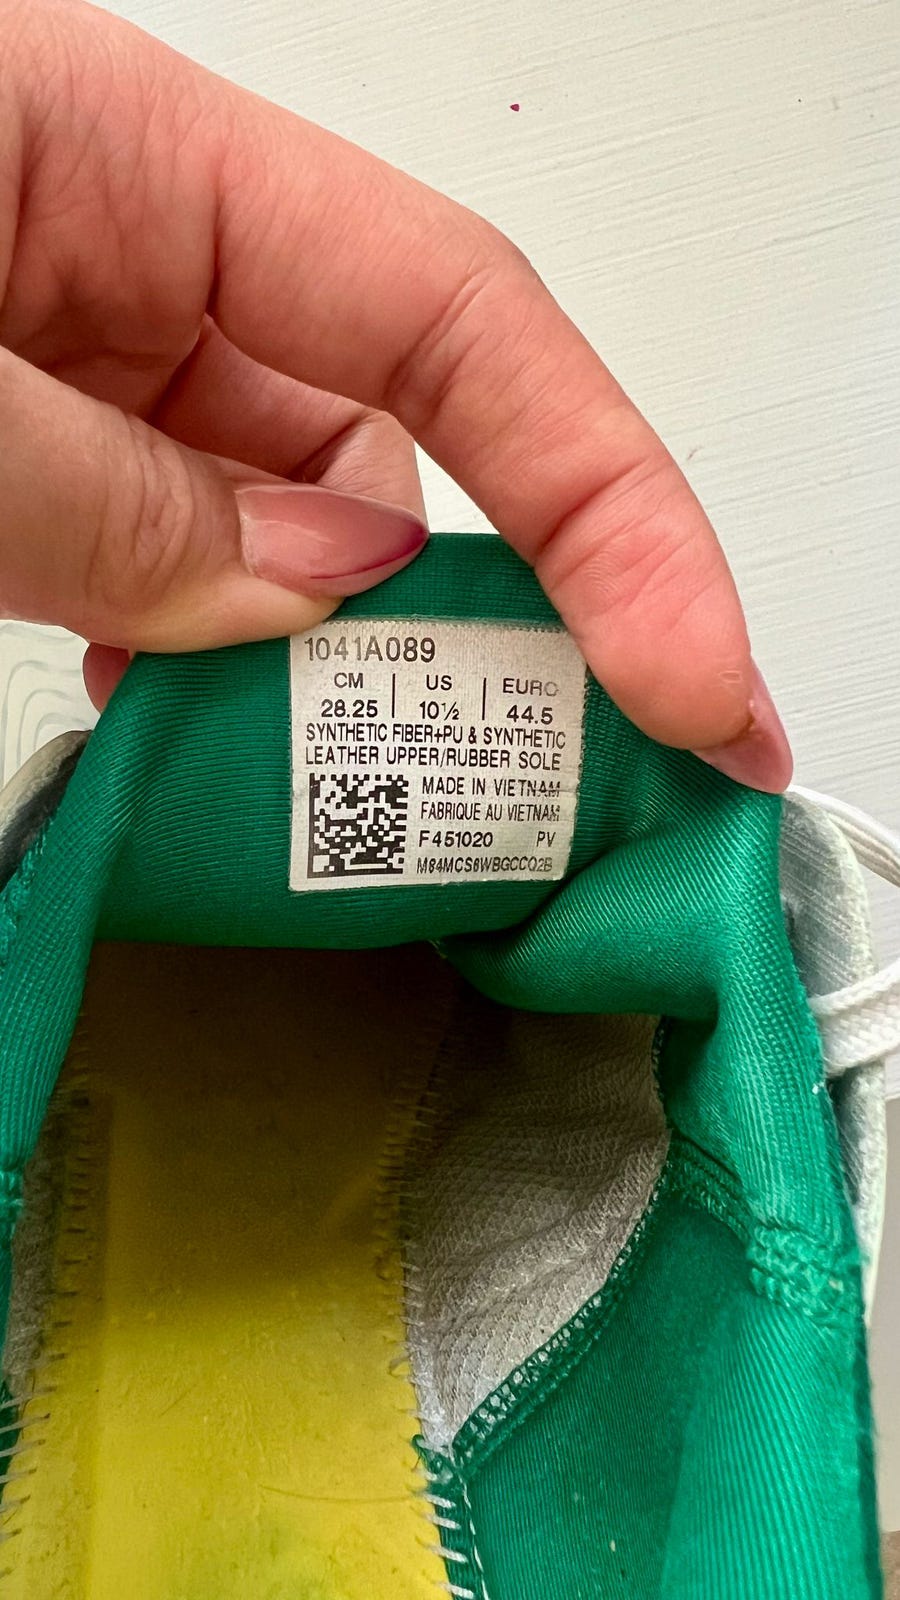 1041A089
CM | US | EURO
28.25 | 10½ | 44.5
SYNTHETIC FIBER+PU & SYNTHETIC
LEATHER UPPER/RUBBER SOLE
MADE IN VIETNAM
FABRIQUE AU VIETNAM
F451020 PV
M84MCS6WBGCCQ2B